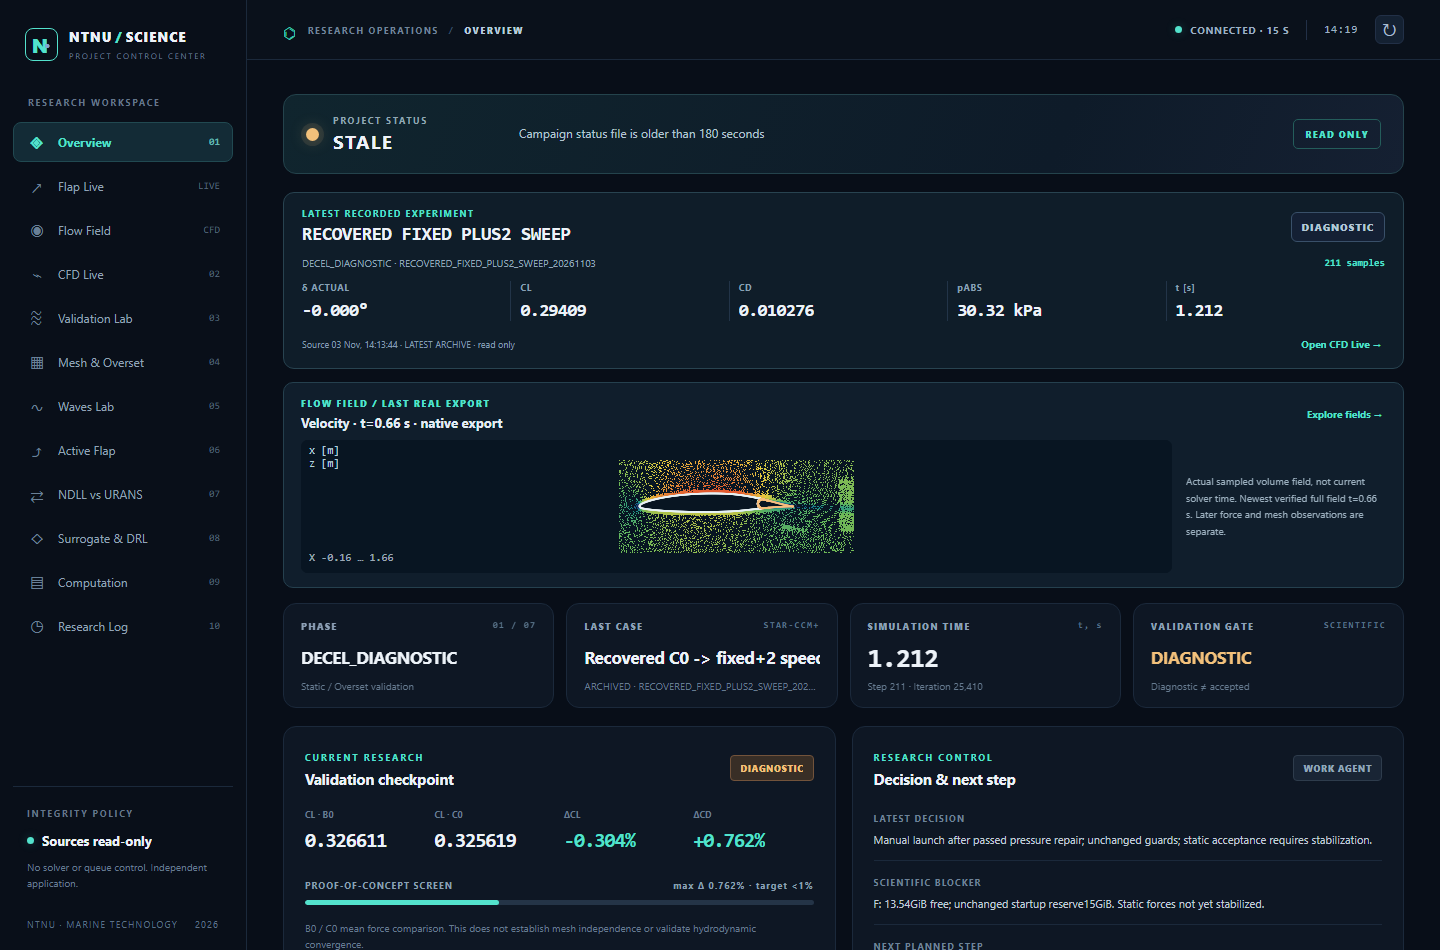 NTNU / SCIENCE
PROJECT CONTROL CENTER
RESEARCH WORKSPACE
Overview 01
Flap Live LIVE
Flow Field CFD
CFD Live 02
Validation Lab 03
Mesh & Overset 04
Waves Lab 05
Active Flap 06
NDLL vs URANS 07
Surrogate & DRL 08
Computation 09
Research Log 10
INTEGRITY POLICY
Sources read-only
No solver or queue control. Independent
application.
NTNU · MARINE TECHNOLOGY 2026
RESEARCH OPERATIONS / OVERVIEW
CONNECTED · 15 S
14:19
PROJECT STATUS
STALE
Campaign status file is older than 180 seconds
READ ONLY
LATEST RECORDED EXPERIMENT
RECOVERED FIXED PLUS2 SWEEP
DIAGNOSTIC
DECEL_DIAGNOSTIC · RECOVERED_FIXED_PLUS2_SWEEP_20261103
211 samples
δ ACTUAL CL CD pABS t [s]
-0.000° 0.29409 0.010276 30.32 kPa 1.212
Source 03 Nov, 14:13:44 · LATEST ARCHIVE · read only
Open CFD Live →
FLOW FIELD / LAST REAL EXPORT
Velocity · t=0.66 s · native export
Explore fields →
x [m]
z [m]
X -0.16 … 1.66
Actual sampled volume field, not current
solver time. Newest verified full field t=0.66
s. Later force and mesh observations are
separate.
PHASE 01 / 07
DECEL_DIAGNOSTIC
Static / Overset validation
LAST CASE STAR-CCM+
Recovered C0 -> fixed+2 speed
ARCHIVED · RECOVERED_FIXED_PLUS2_SWEEP_202...
SIMULATION TIME t, s
1.212
Step 211 · Iteration 25,410
VALIDATION GATE SCIENTIFIC
DIAGNOSTIC
Diagnostic ≠ accepted
CURRENT RESEARCH
Validation checkpoint
DIAGNOSTIC
CL · B0 CL · C0 ΔCL ΔCD
0.326611 0.325619 -0.304% +0.762%
PROOF-OF-CONCEPT SCREEN max Δ 0.762% · target <1%
B0 / C0 mean force comparison. This does not establish mesh independence or validate hydrodynamic
convergence.
RESEARCH CONTROL
Decision & next step
WORK AGENT
LATEST DECISION
Manual launch after passed pressure repair; unchanged guards; static acceptance requires stabilization.
SCIENTIFIC BLOCKER
F: 13.54GiB free; unchanged startup reserve15GiB. Static forces not yet stabilized.
NEXT PLANNED STEP